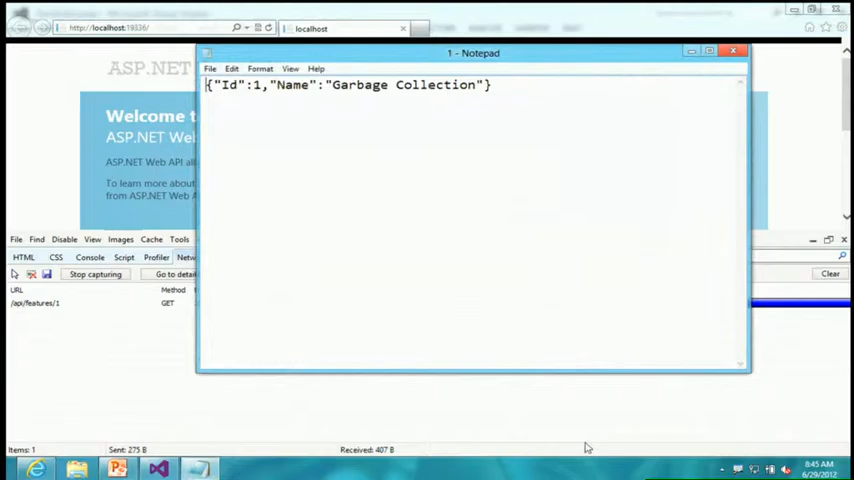 http://localhost:19336/
localhost
1 - Notepad
File Edit Format View Help
{"Id":1,"Name":"Garbage Collection"}
ASP.NET
Welcome to
ASP.NET Web API
ASP.NET Web API
To learn more about
from ASP.NET Web
File Find Disable View Images Cache Tools
HTML CSS Console Script Profiler
Stop capturing Go to
Clear
URL Method
/api/features/1 GET
Items: 1 Sent: 275 B Received: 407 B
8:45 AM
6/29/2012